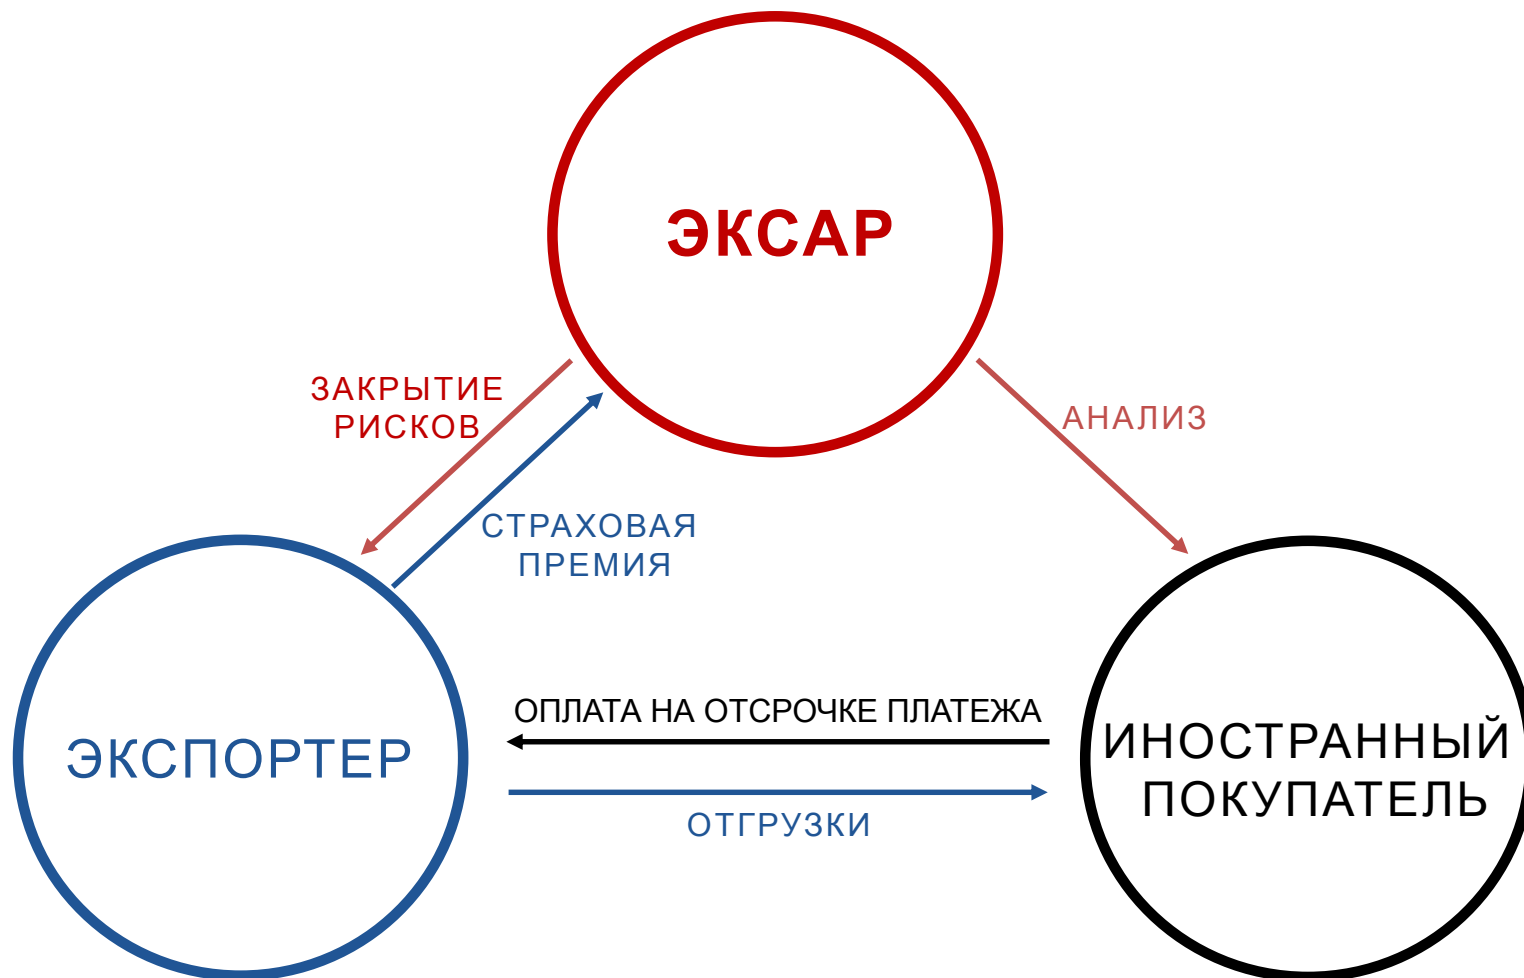 ЭКСАР
ЗАКРЫТИЕ
РИСКОВ
АНАЛИЗ
СТРАХОВАЯ
ПРЕМИЯ
ОПЛАТА НА ОТСРОЧКЕ ПЛАТЕЖА
ЭКСПОРТЕР
ИНОСТРАННЫЙ
ПОКУПАТЕЛЬ
ОТГРУЗКИ